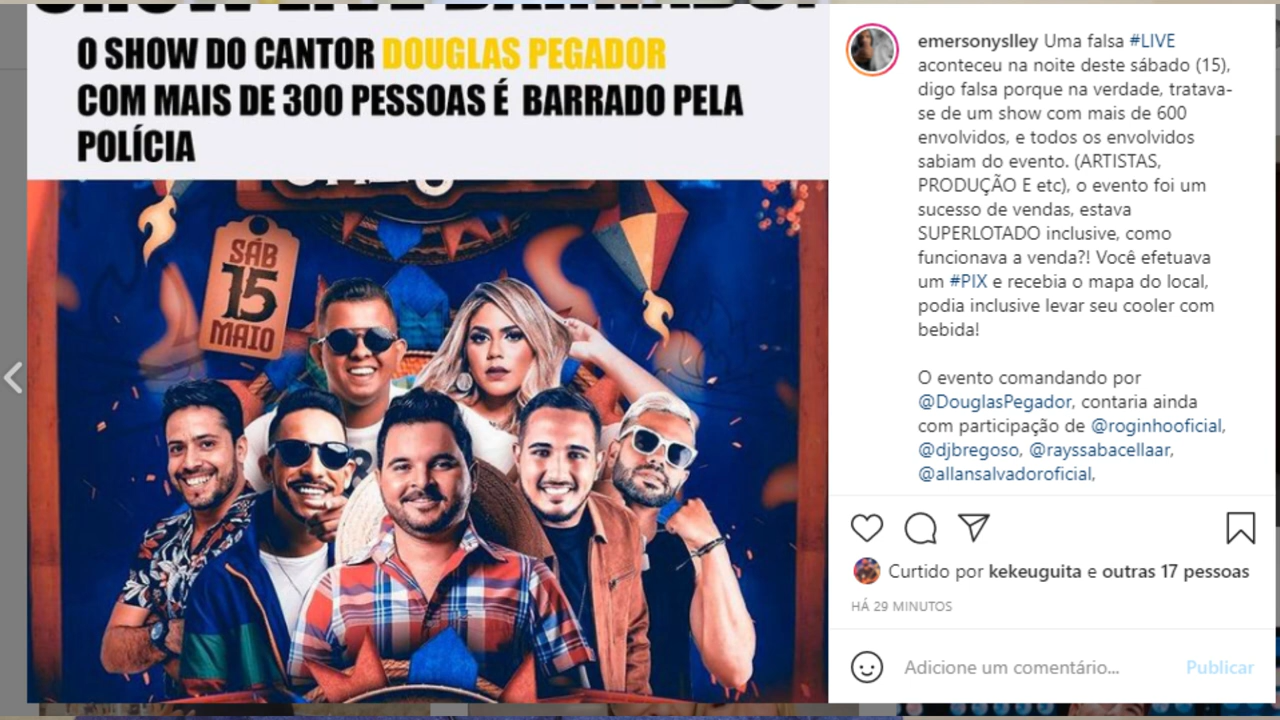 SHOW LIVE BARRADO!
O SHOW DO CANTOR DOUGLAS PEGADOR
COM MAIS DE 300 PESSOAS É BARRADO PELA
POLÍCIA
SÁB
15
MAIO
emersonyslley Uma falsa #LIVE
aconteceu na noite deste sábado (15),
digo falsa porque na verdade, tratava-
se de um show com mais de 600
envolvidos, e todos os envolvidos
sabiam do evento. (ARTISTAS,
PRODUÇÃO E etc), o evento foi um
sucesso de vendas, estava
SUPERLOTADO inclusive, como
funcionava a venda?! Você efetuava
um #PIX e recebia o mapa do local,
podia inclusive levar seu cooler com
bebida!
O evento comandando por
@DouglasPegador, contaria ainda
com participação de @roginhooficial,
@djbregoso, @rayssabacellaar,
@allansalvadoroficial,
Curtido por kekeuguita e outras 17 pessoas
HÁ 29 MINUTOS
Adicione um comentário... Publicar